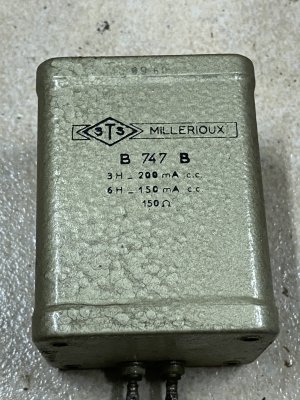 STS MILLERIOUX
B 747 B
3H - 200 mA c.c.
6H - 150 mA c.c.
150 Ω